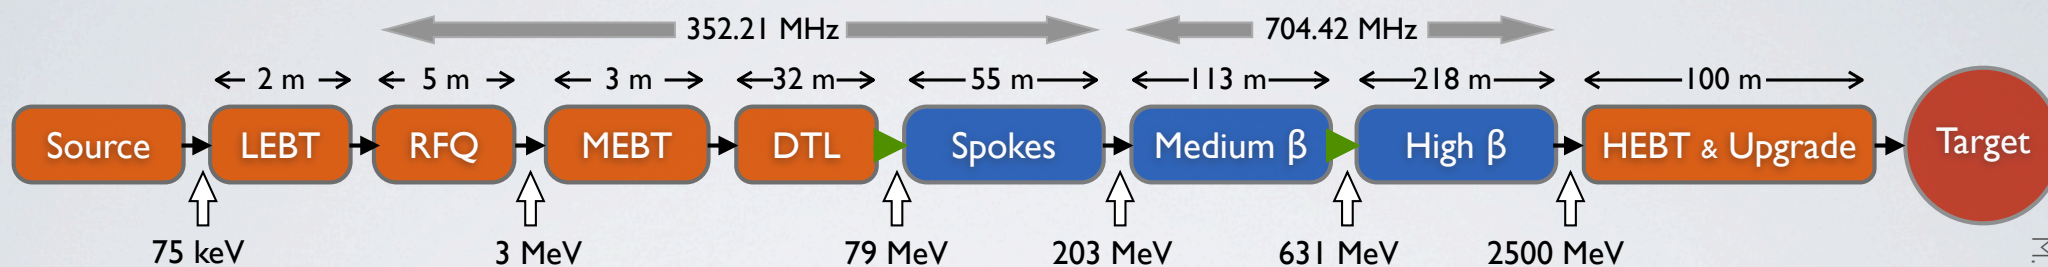 352.21 MHz 704.42 MHz
2 m 5 m 3 m 32 m 55 m 113 m 218 m 100 m
Source LEBT RFQ MEBT DTL Spokes Medium β High β HEBT & Upgrade Target
75 keV 3 MeV 79 MeV 203 MeV 631 MeV 2500 MeV